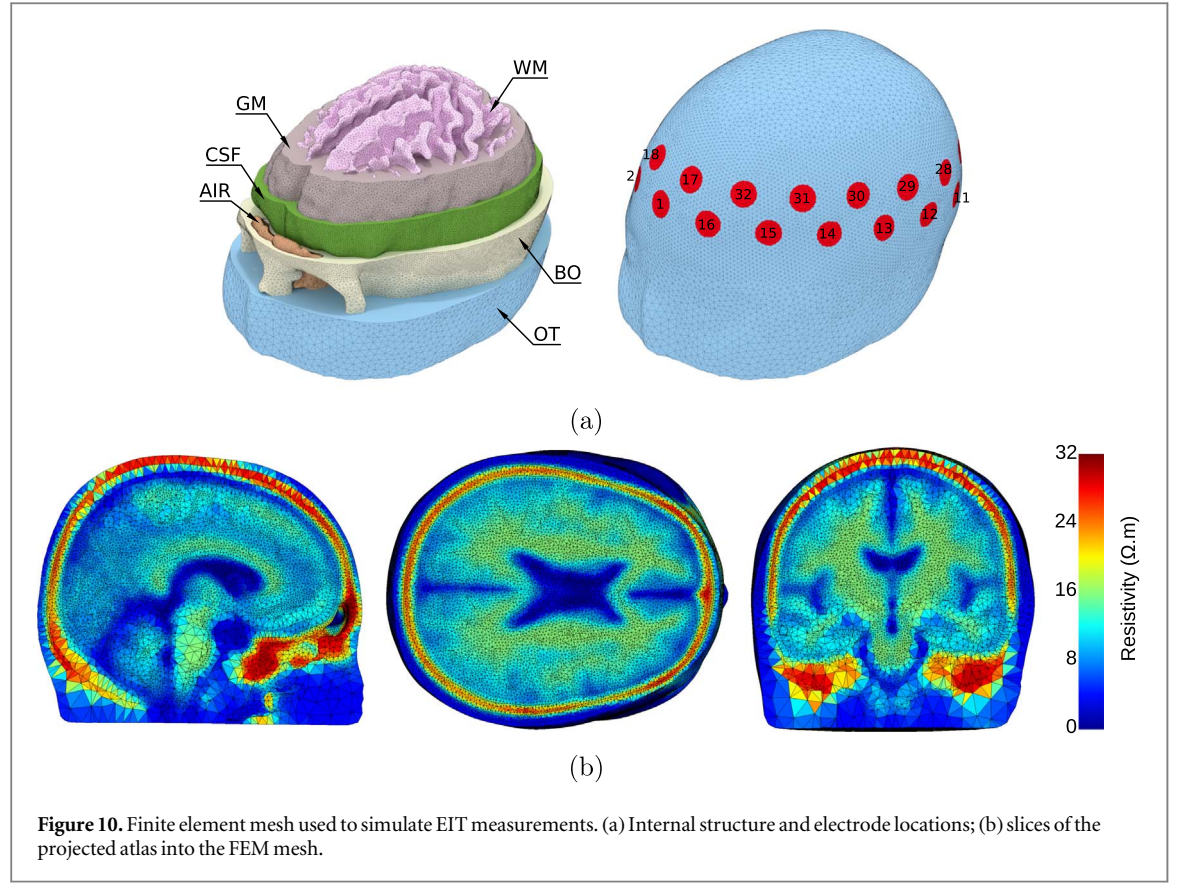 WM
GM
CSF
AIR
BO
OT
18
2
17
1
32
31
30
29
28
11
16
15
14
13
12
(a)
32
24
16
8
0
Resistivity (Ω.m)
(b)
Figure 10. Finite element mesh used to simulate EIT measurements. (a) Internal structure and electrode locations; (b) slices of the
projected atlas into the FEM mesh.